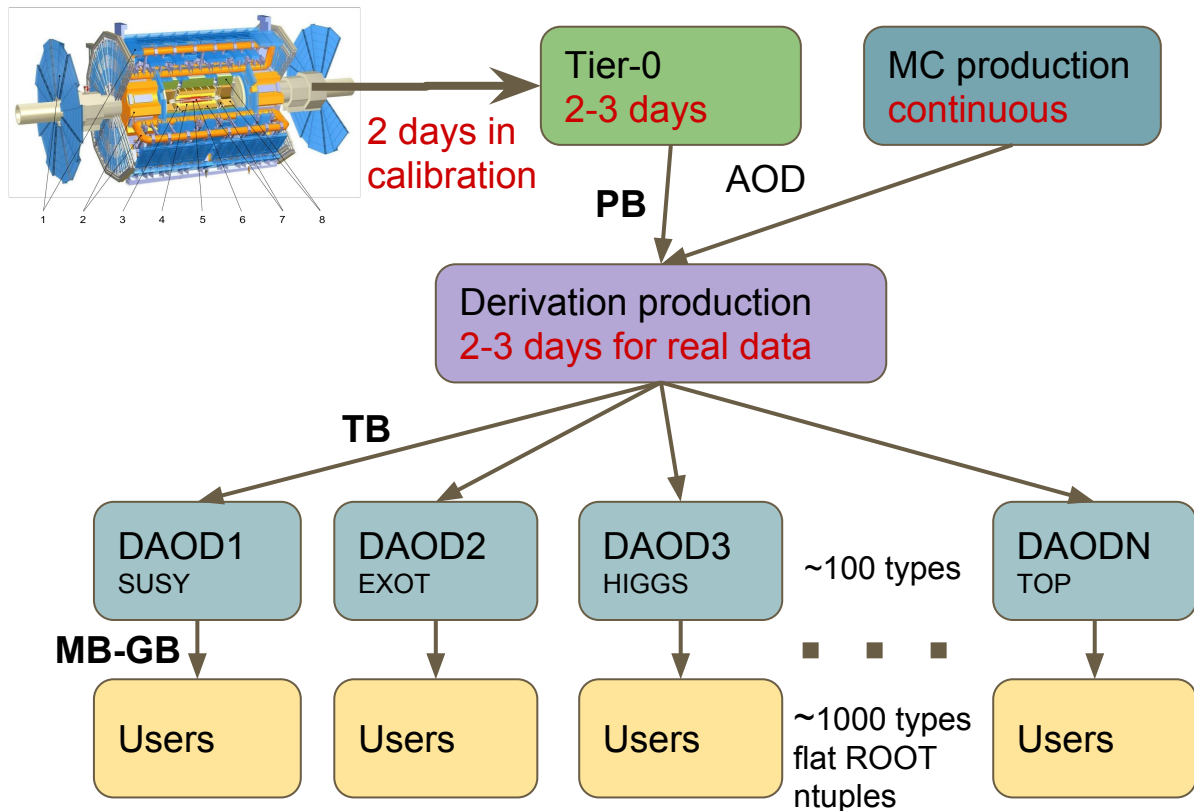 Tier-0
2-3 days
MC production
continuous
2 days in
calibration
1 2 3 4 5 6 7 8
PB
AOD
Derivation production
2-3 days for real data
TB
DAOD1
SUSY
DAOD2
EXOT
DAOD3
HIGGS
~100 types
DAODN
TOP
MB-GB
Users
Users
Users
~1000 types
flat ROOT
ntuples
Users